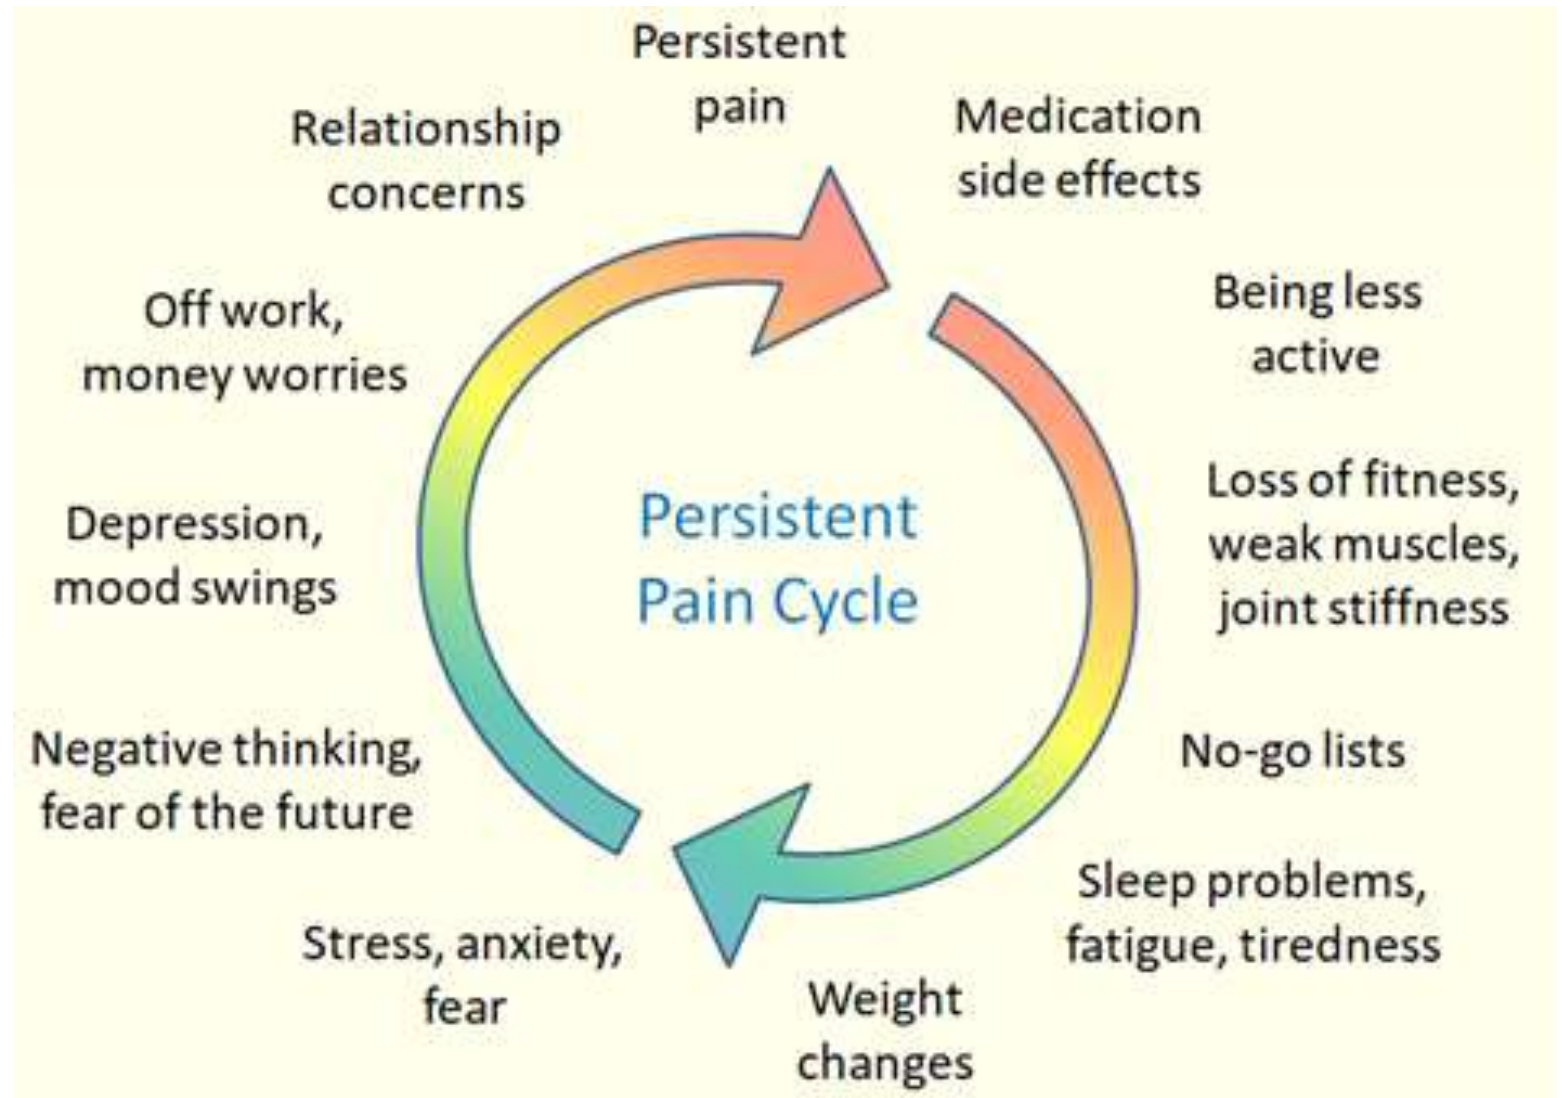 Persistent
pain
Medication
side effects
Being less
active
Loss of fitness,
weak muscles,
joint stiffness
No-go lists
Sleep problems,
fatigue, tiredness
Weight
changes
Stress, anxiety,
fear
Negative thinking,
fear of the future
Depression,
mood swings
Off work,
money worries
Relationship
concerns
Persistent
Pain Cycle